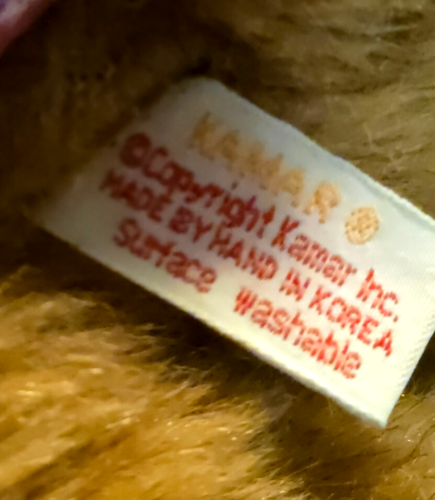 KAMAR ®
©Copyright Kamar Inc.
MADE BY HAND IN KOREA
Surface washable